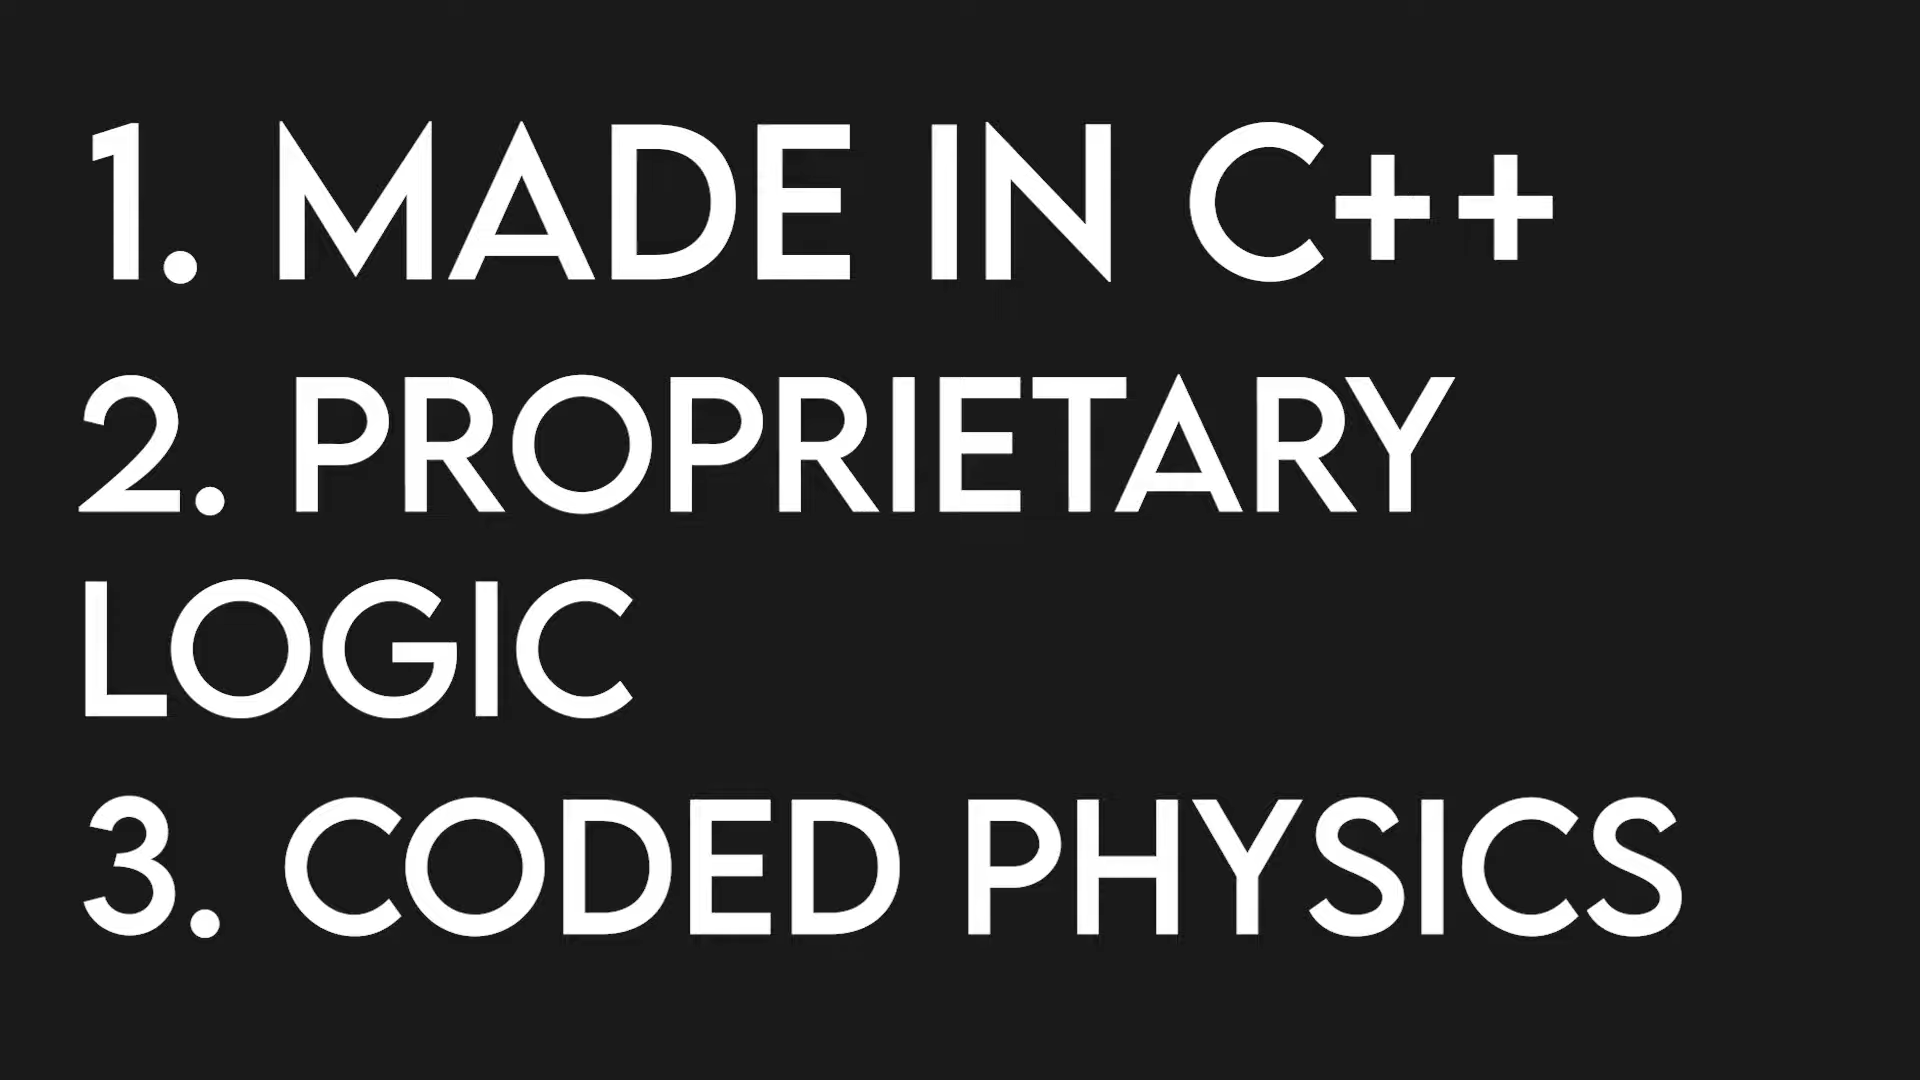 1. MADE IN C++
2. PROPRIETARY
LOGIC
3. CODED PHYSICS